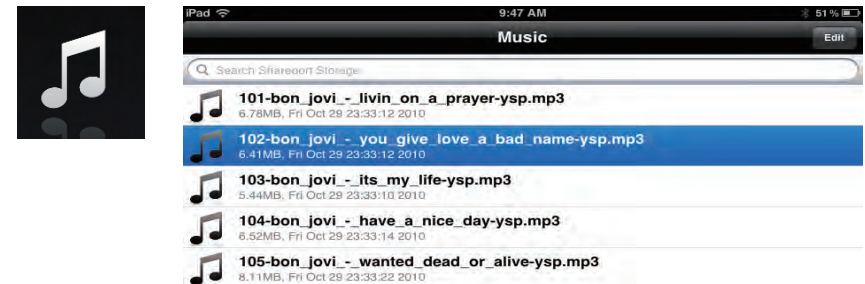 iPad 9:47 AM 51%
Music Edit
Search Shareport Storage
101-bon_jovi_-_livin_on_a_prayer-ysp.mp3
6.78MB, Fri Oct 29 23:33:12 2010
102-bon_jovi_-_you_give_love_a_bad_name-ysp.mp3
6.41MB, Fri Oct 29 23:33:12 2010
103-bon_jovi_-_its_my_life-ysp.mp3
5.44MB, Fri Oct 29 23:33:10 2010
104-bon_jovi_-_have_a_nice_day-ysp.mp3
6.52MB, Fri Oct 29 23:33:14 2010
105-bon_jovi_-_wanted_dead_or_alive-ysp.mp3
8.11MB, Fri Oct 29 23:33:22 2010